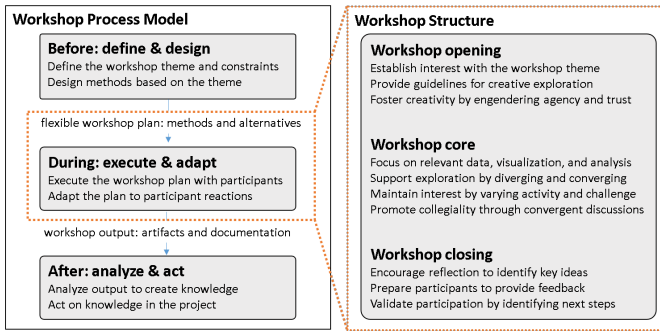 Workshop Process Model
Before: define & design
Define the workshop theme and constraints
Design methods based on the theme
flexible workshop plan: methods and alternatives
During: execute & adapt
Execute the workshop plan with participants
Adapt the plan to participant reactions
workshop output: artifacts and documentation
After: analyze & act
Analyze output to create knowledge
Act on knowledge in the project
Workshop Structure
Workshop opening
Establish interest with the workshop theme
Provide guidelines for creative exploration
Foster creativity by engendering agency and trust
Workshop core
Focus on relevant data, visualization, and analysis
Support exploration by diverging and converging
Maintain interest by varying activity and challenge
Promote collegiality through convergent discussions
Workshop closing
Encourage reflection to identify key ideas
Prepare participants to provide feedback
Validate participation by identifying next steps